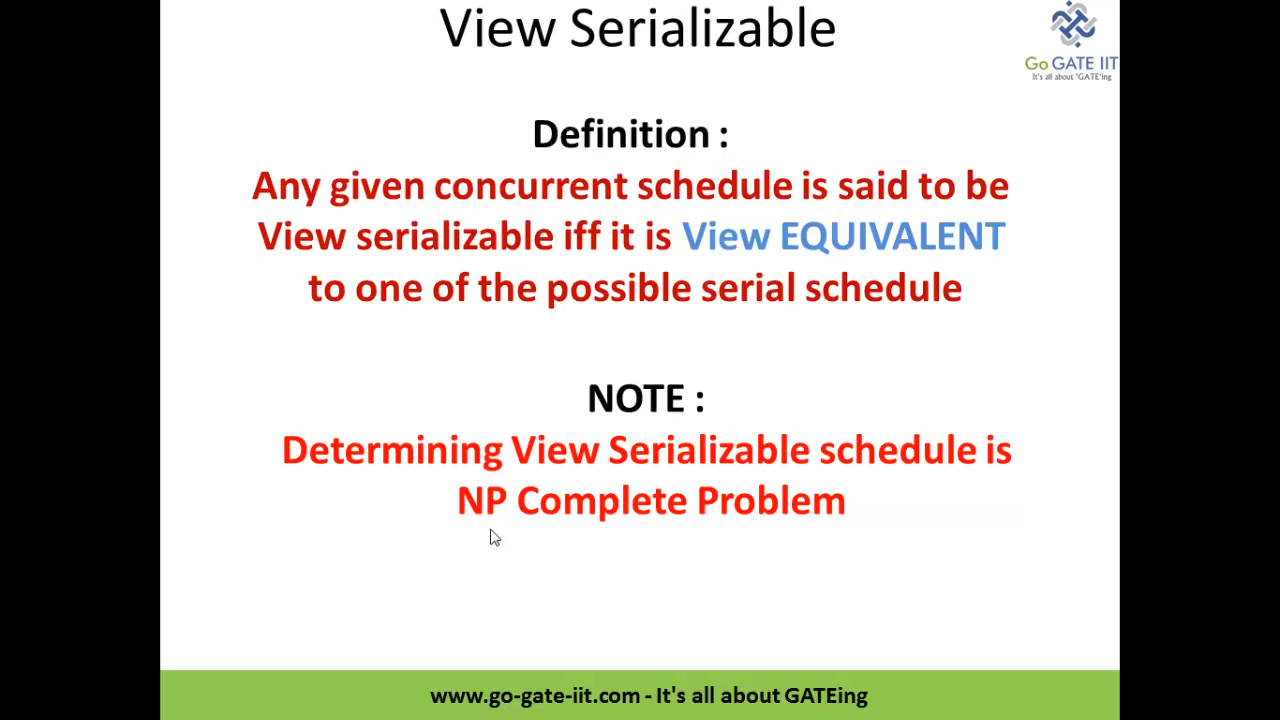 View Serializable
Go GATE IIT
It's all about 'GATE'ing
Definition :
Any given concurrent schedule is said to be
View serializable iff it is View EQUIVALENT
to one of the possible serial schedule
NOTE :
Determining View Serializable schedule is
NP Complete Problem
www.go-gate-iit.com - It's all about GATEing